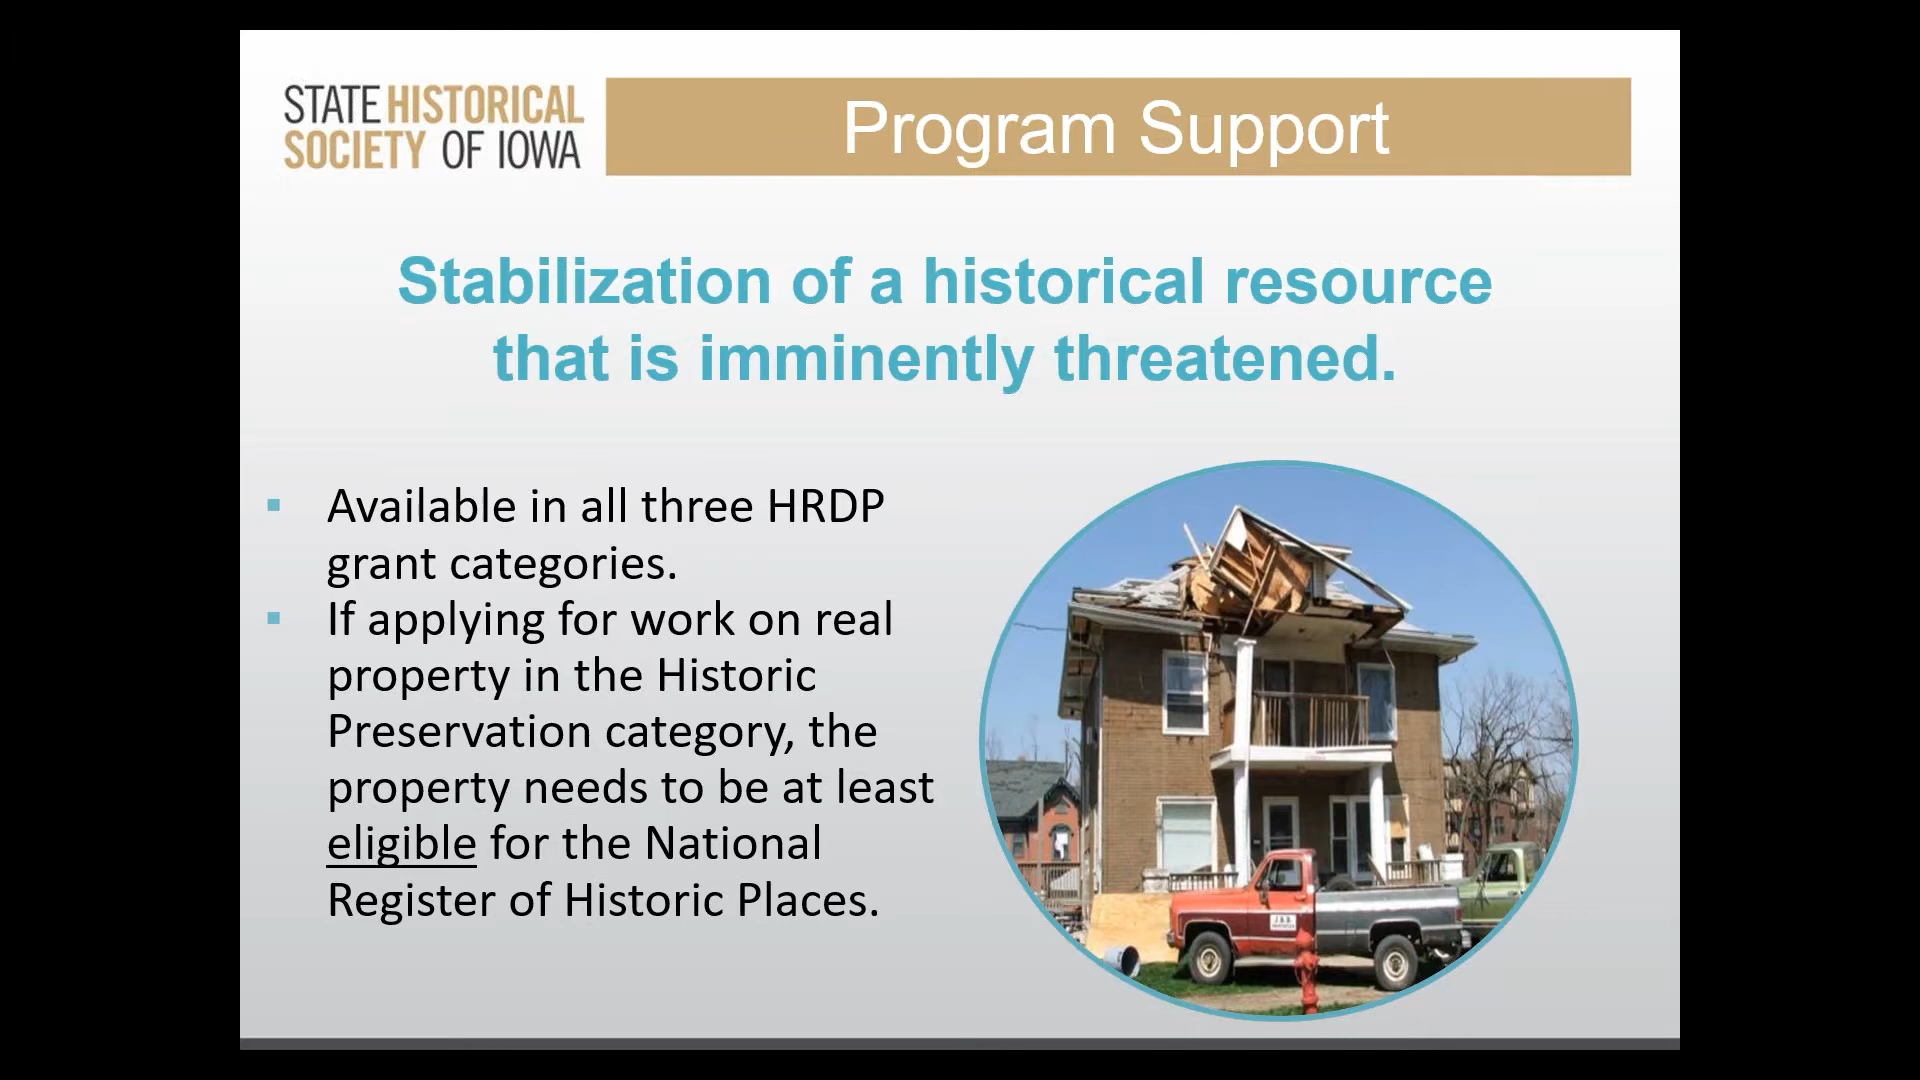 STATE HISTORICAL
SOCIETY OF IOWA
Program Support
Stabilization of a historical resource
that is imminently threatened.
▪ Available in all three HRDP
grant categories.
▪ If applying for work on real
property in the Historic
Preservation category, the
property needs to be at least
eligible for the National
Register of Historic Places.